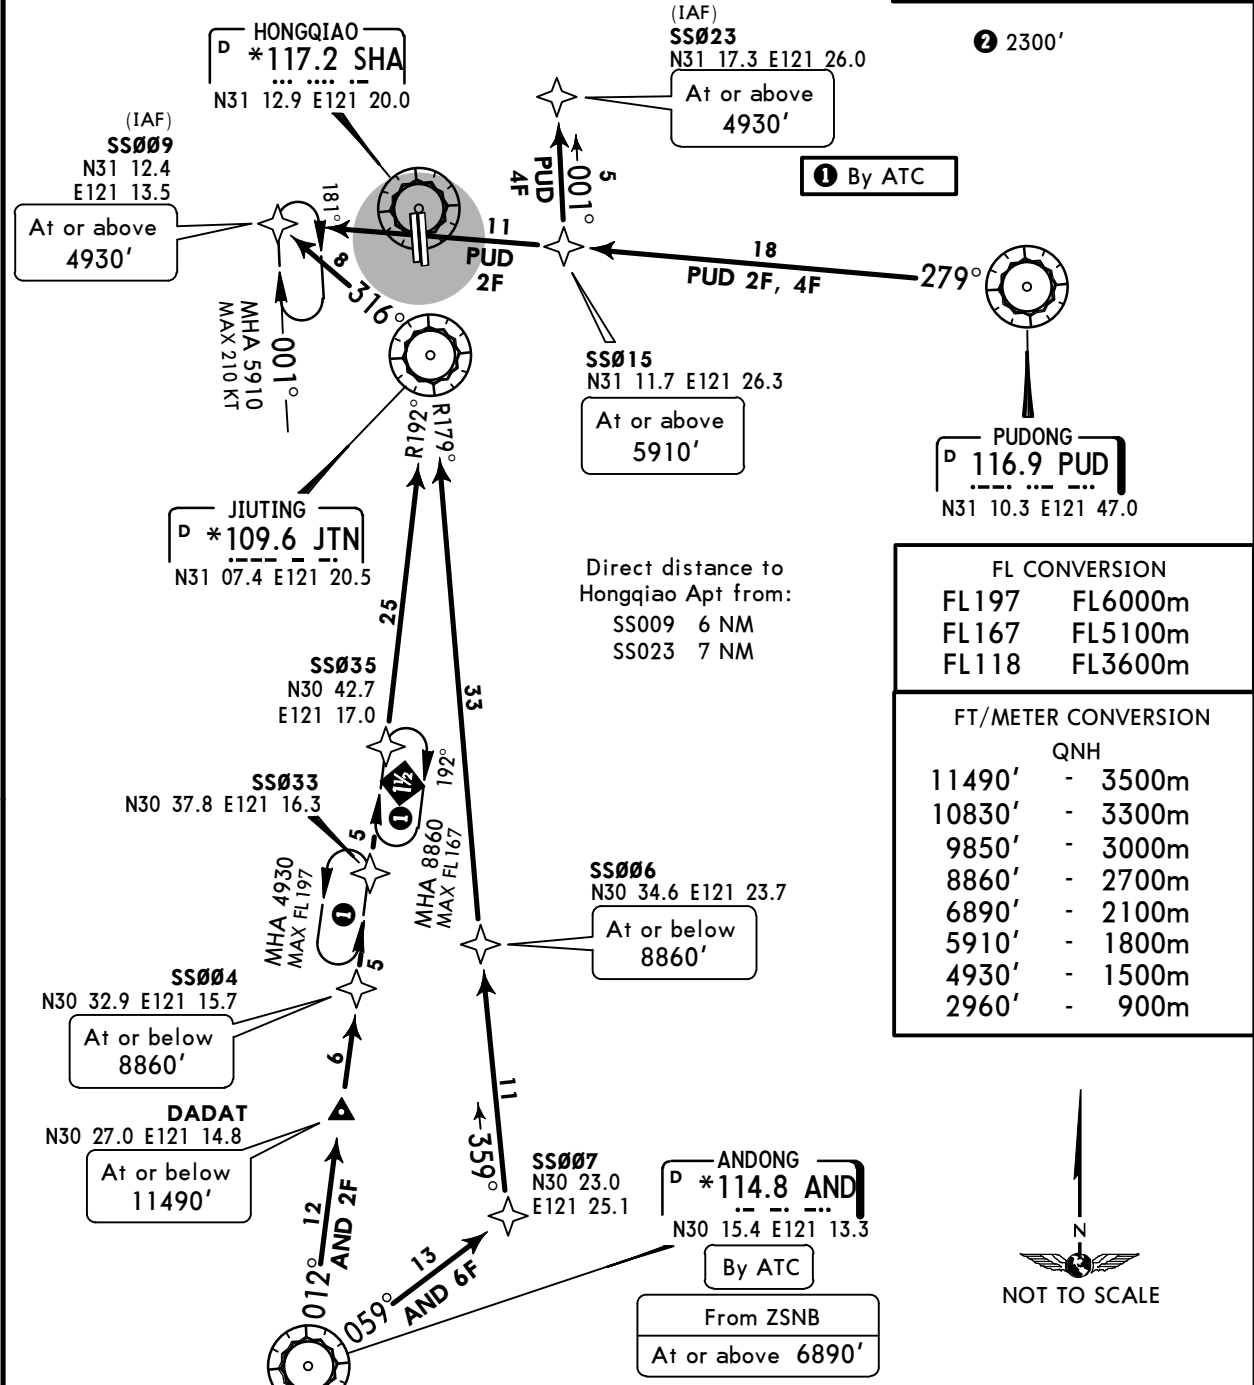 HONGQIAO
D *117.2 SHA
N31 12.9 E121 20.0
(IAF)
SSØ23
N31 17.3 E121 26.0
At or above
4930'
❷ 2300'
(IAF)
SSØØ9
N31 12.4
E121 13.5
At or above
4930'
❶ By ATC
5
001°
PUD
4F
181°
11
PUD
2F
18
PUD 2F, 4F
279°
8
316°
001°
MHA 5910
MAX 210 KT
SSØ15
N31 11.7 E121 26.3
At or above
5910'
PUDONG
D 116.9 PUD
N31 10.3 E121 47.0
R192°
R179°
JIUTING
D *109.6 JTN
N31 07.4 E121 20.5
Direct distance to
Hongqiao Apt from:
SS009 6 NM
SS023 7 NM
FL CONVERSION
FL197 FL6000m
FL167 FL5100m
FL118 FL3600m
25
33
SSØ35
N30 42.7
E121 17.0
FT/METER CONVERSION
QNH
11490' - 3500m
10830' - 3300m
9850' - 3000m
8860' - 2700m
6890' - 2100m
5910' - 1800m
4930' - 1500m
2960' - 900m
192°
1½
❶
MHA 8860
MAX FL167
SSØ33
N30 37.8 E121 16.3
5
MHA 4930
MAX FL197
❶
5
SSØØ6
N30 34.6 E121 23.7
At or below
8860'
SSØØ4
N30 32.9 E121 15.7
At or below
8860'
6
11
359°
DADAT
N30 27.0 E121 14.8
At or below
11490'
SSØØ7
N30 23.0
E121 25.1
12
AND 2F
012°
13
AND 6F
059°
ANDONG
D *114.8 AND
N30 15.4 E121 13.3
By ATC
From ZSNB
At or above 6890'
N
NOT TO SCALE